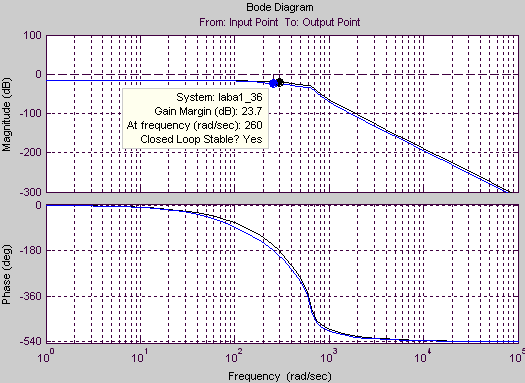 Bode Diagram
From: Input Point To: Output Point
Magnitude (dB)
100
0
-100
-200
-300
System: laba1_36
Gain Margin (dB): 23.7
At frequency (rad/sec): 260
Closed Loop Stable? Yes
Phase (deg)
0
-180
-360
-540
10^0 10^1 10^2 10^3 10^4 10^5
Frequency (rad/sec)